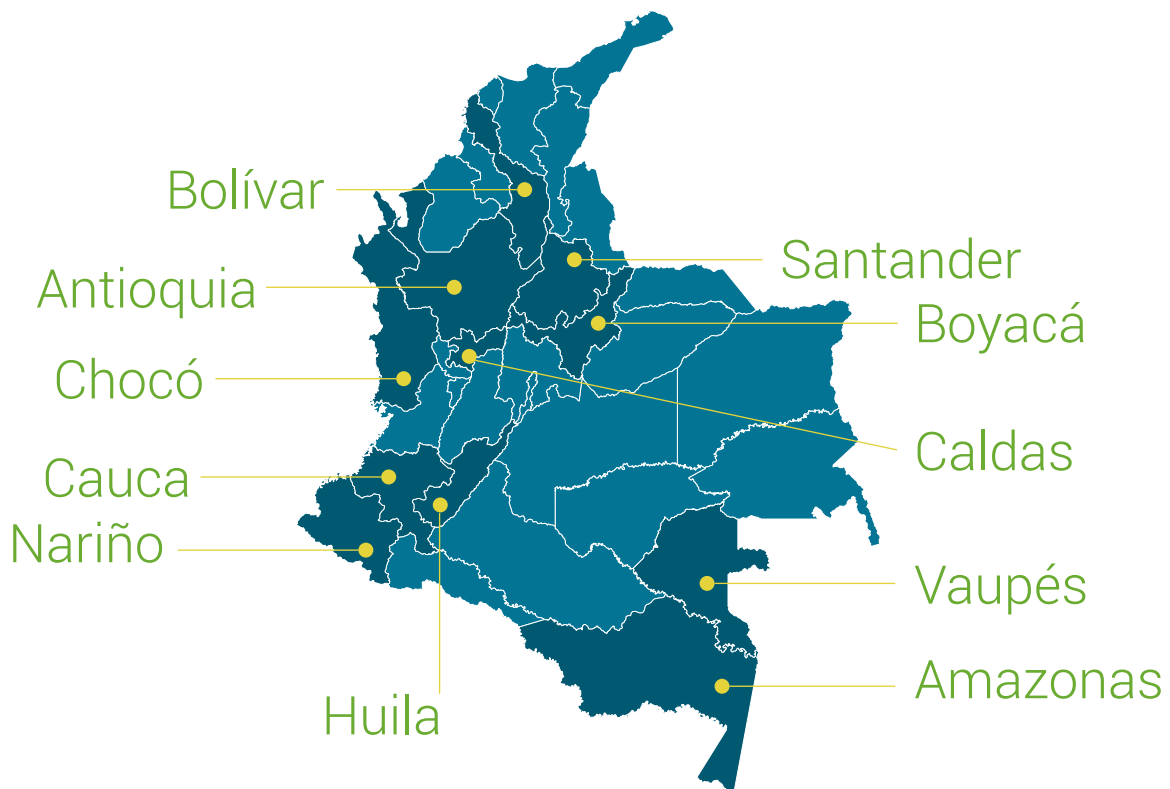 Bolívar
Santander
Antioquia
Boyacá
Chocó
Caldas
Cauca
Nariño
Vaupés
Amazonas
Huila